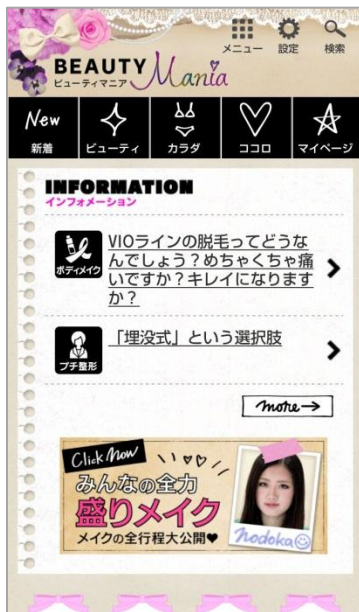 メニュー 設定 検索
BEAUTY Mania
ビューティマニア
New
新着 ビューティ カラダ ココロ マイページ
INFORMATION
インフォメーション
VIOラインの脱毛ってどうな
んでしょう？めちゃくちゃ痛
いですか？キレイになります
か？
ボディメイク
「埋没式」という選択肢
プチ整形
more→
Click Now
みんなの全力
盛りメイク
メイクの全行程大公開♥
nodoka